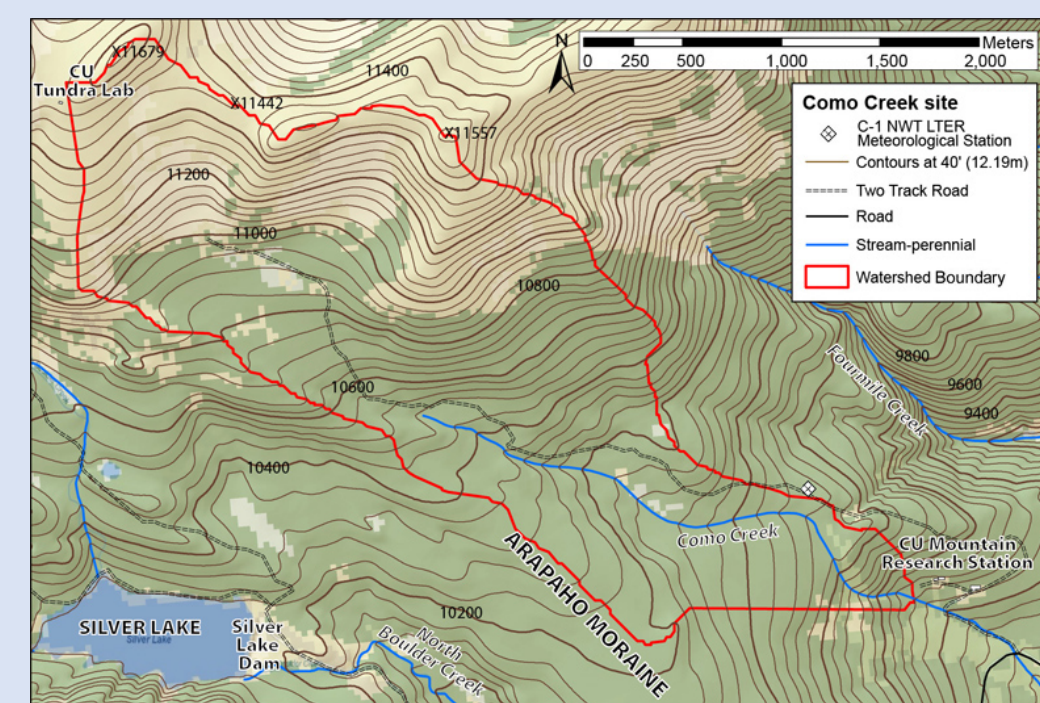 X11679
CU
Tundra Lab
11400
X11442
X11557
11200
11000
10800
10600
10400
10200
9800
9600
9400
N
Meters
0 250 500 1,000 1,500 2,000
Como Creek site
C-1 NWT LTER
Meteorological Station
Contours at 40' (12.19m)
Two Track Road
Road
Stream-perennial
Watershed Boundary
Fourmile Creek
Como Creek
CU Mountain
Research Station
ARAPAHO MORAINE
SILVER LAKE
Silver Lake
Silver
Lake
Dam
North
Boulder Creek